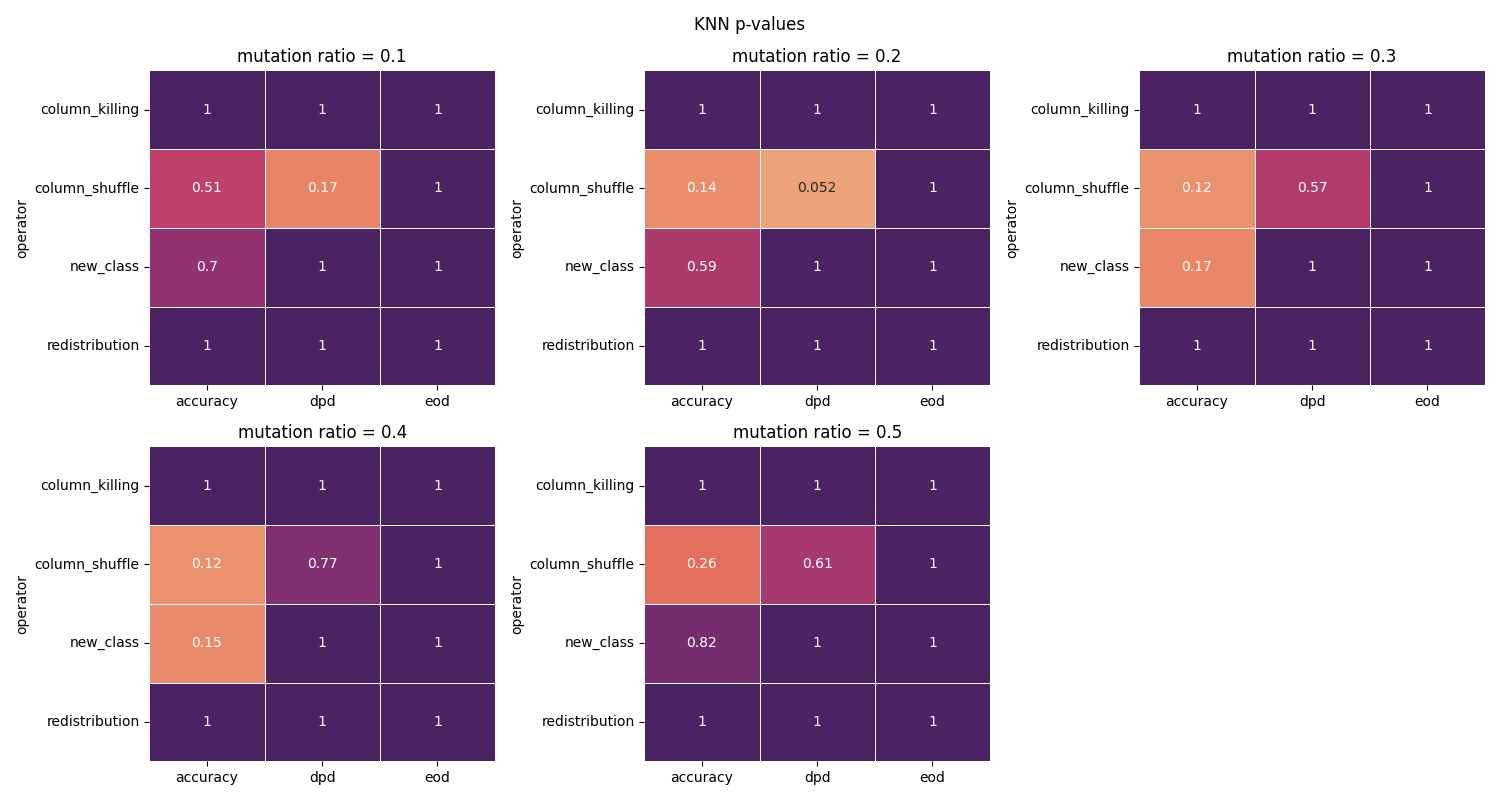 KNN p-values
mutation ratio = 0.1
operator
column_killing 1 1 1
column_shuffle 0.51 0.17 1
new_class 0.7 1 1
redistribution 1 1 1
accuracy dpd eod
mutation ratio = 0.2
operator
column_killing 1 1 1
column_shuffle 0.14 0.052 1
new_class 0.59 1 1
redistribution 1 1 1
accuracy dpd eod
mutation ratio = 0.3
operator
column_killing 1 1 1
column_shuffle 0.12 0.57 1
new_class 0.17 1 1
redistribution 1 1 1
accuracy dpd eod
mutation ratio = 0.4
operator
column_killing 1 1 1
column_shuffle 0.12 0.77 1
new_class 0.15 1 1
redistribution 1 1 1
accuracy dpd eod
mutation ratio = 0.5
operator
column_killing 1 1 1
column_shuffle 0.26 0.61 1
new_class 0.82 1 1
redistribution 1 1 1
accuracy dpd eod